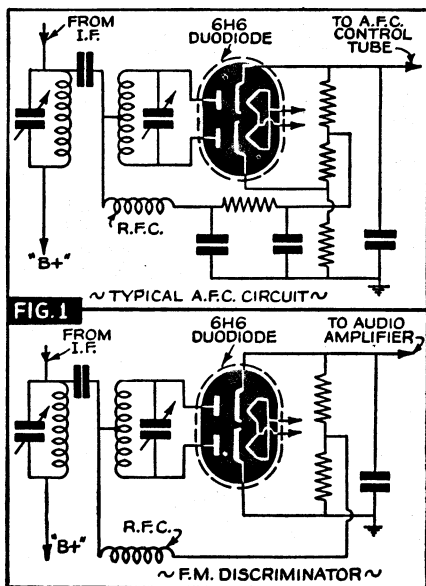 FROM
I.F.
6H6
DUODIODE
TO A.F.C.
CONTROL
TUBE
R.F.C.
"B+"
~TYPICAL A.F.C. CIRCUIT~
FIG. 1
FROM
I.F.
6H6
DUODIODE
TO AUDIO
AMPLIFIER
"B+"
R.F.C.
~F.M. DISCRIMINATOR